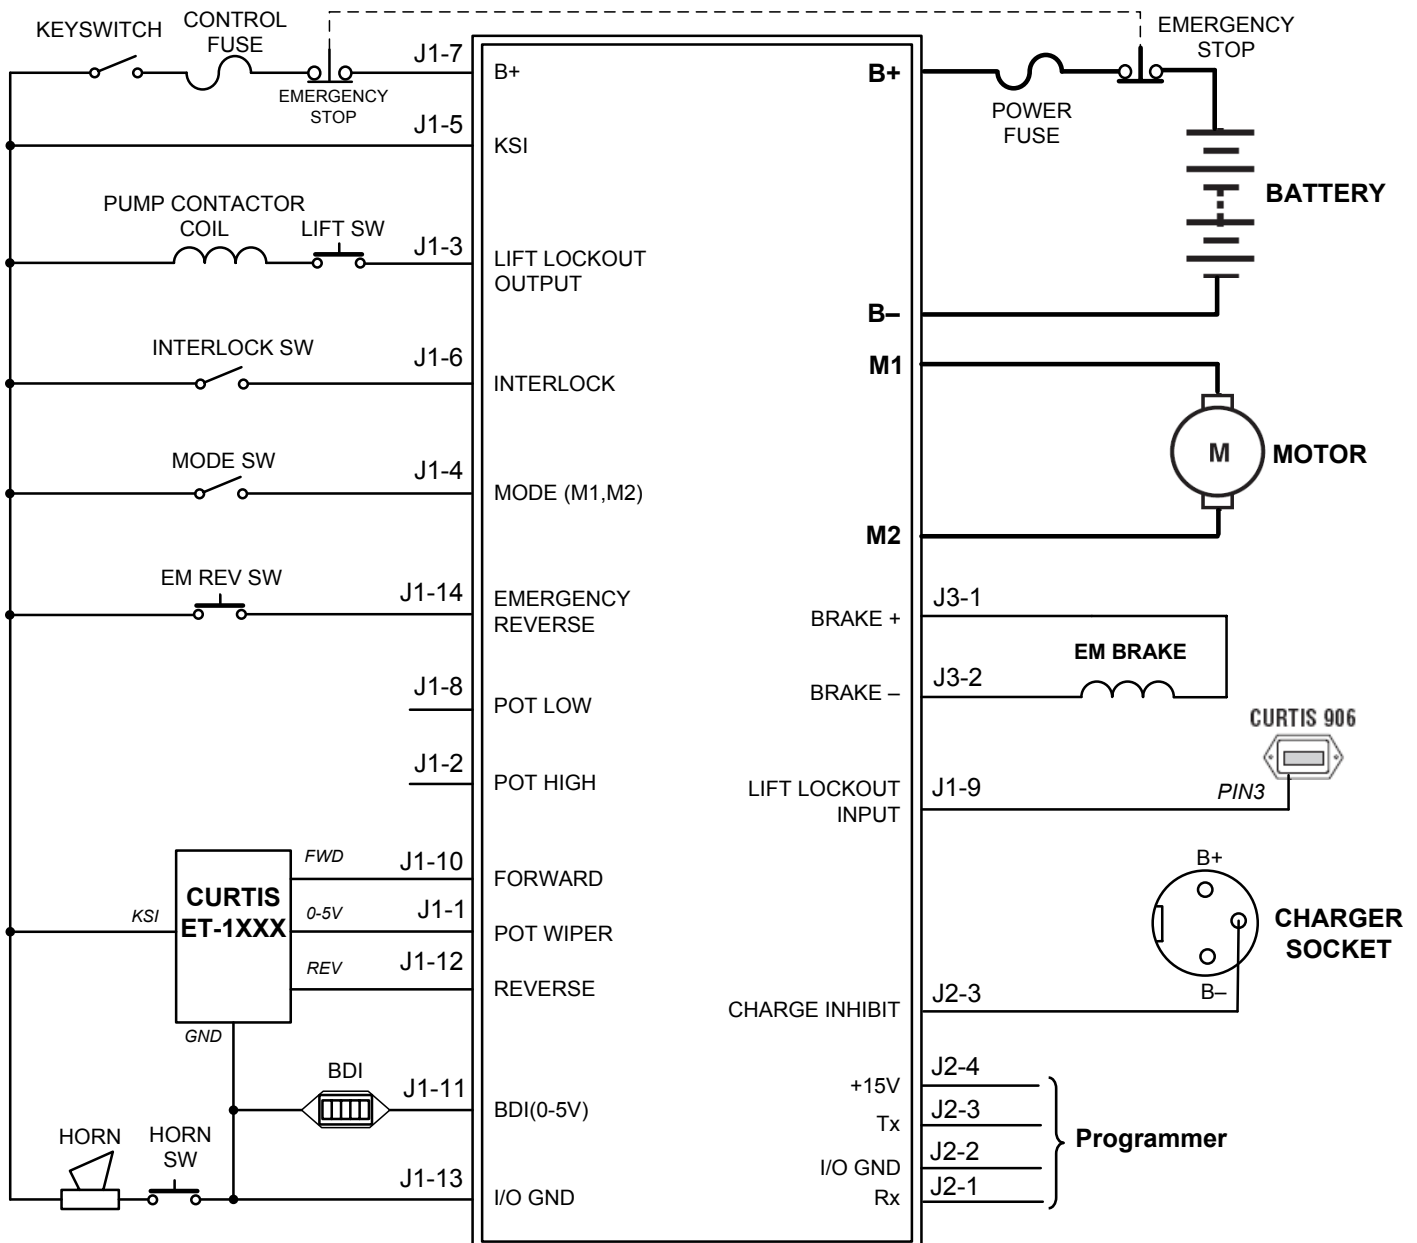 KEYSWITCH
CONTROL
FUSE
EMERGENCY
STOP
J1-7
B+
B+
POWER
FUSE
EMERGENCY
STOP
J1-5
KSI
BATTERY
PUMP CONTACTOR
COIL
LIFT SW
J1-3
LIFT LOCKOUT
OUTPUT
B–
INTERLOCK SW
J1-6
INTERLOCK
M1
MODE SW
J1-4
MODE (M1,M2)
M
MOTOR
M2
EM REV SW
J1-14
EMERGENCY
REVERSE
BRAKE +
J3-1
EM BRAKE
BRAKE –
J3-2
J1-8
POT LOW
J1-2
POT HIGH
CURTIS 906
LIFT LOCKOUT
INPUT
J1-9
PIN3
KSI
CURTIS
ET-1XXX
FWD
J1-10
FORWARD
0-5V
J1-1
POT WIPER
REV
J1-12
REVERSE
GND
B+
CHARGER
SOCKET
B–
CHARGE INHIBIT
J2-3
BDI
J1-11
BDI(0-5V)
HORN
HORN
SW
J1-13
I/O GND
+15V
J2-4
Tx
J2-3
I/O GND
J2-2
Rx
J2-1
Programmer